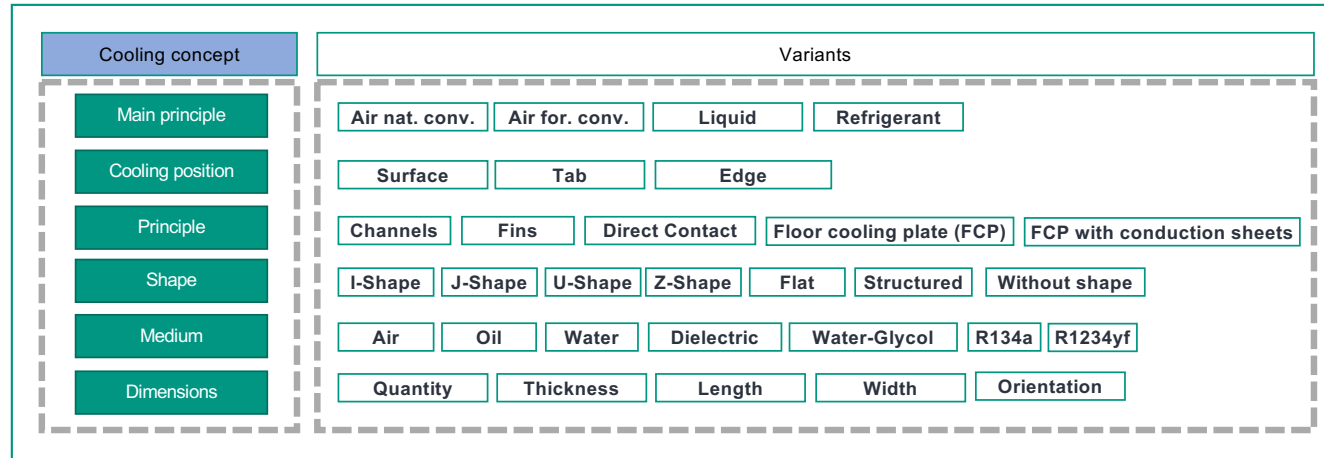 Cooling concept Variants
Main principle Air nat. conv. Air for. conv. Liquid Refrigerant
Cooling position Surface Tab Edge
Principle Channels Fins Direct Contact Floor cooling plate (FCP) FCP with conduction sheets
Shape I-Shape J-Shape U-Shape Z-Shape Flat Structured Without shape
Medium Air Oil Water Dielectric Water-Glycol R134a R1234yf
Dimensions Quantity Thickness Length Width Orientation